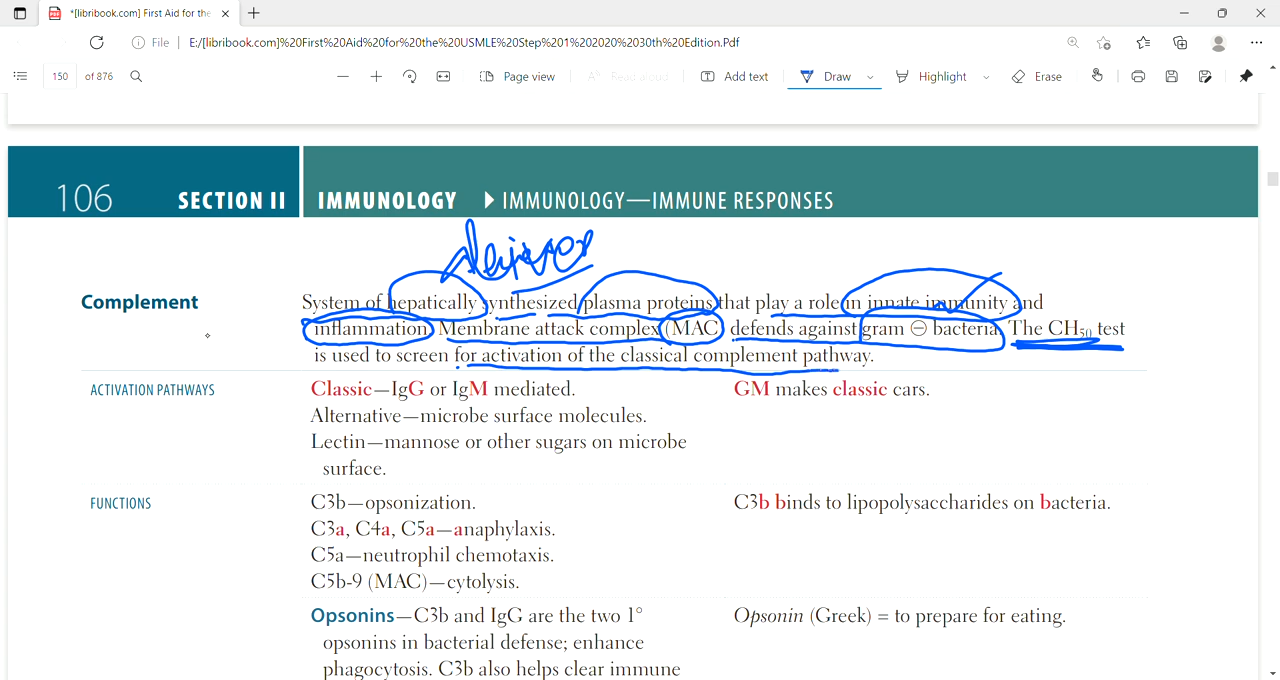 *[libribook.com] First Aid for the
File
E:/[libribook.com]%20First%20Aid%20for%20the%20USMLE%20Step%201%202020%2030th%20Edition.Pdf
150 of 876
Page view
Read aloud
Add text
Draw
Highlight
Erase
106 SECTION II IMMUNOLOGY ▶ IMMUNOLOGY—IMMUNE RESPONSES
liver
Complement
System of hepatically synthesized plasma proteins that play a role in innate immunity and
inflammation. Membrane attack complex (MAC) defends against gram ⊖ bacteria. The CH50 test
is used to screen for activation of the classical complement pathway.
ACTIVATION PATHWAYS
Classic—IgG or IgM mediated.
Alternative—microbe surface molecules.
Lectin—mannose or other sugars on microbe
surface.
GM makes classic cars.
FUNCTIONS
C3b—opsonization.
C3a, C4a, C5a—anaphylaxis.
C5a—neutrophil chemotaxis.
C5b-9 (MAC)—cytolysis.
C3b binds to lipopolysaccharides on bacteria.
Opsonins—C3b and IgG are the two 1°
opsonins in bacterial defense; enhance
phagocytosis. C3b also helps clear immune
Opsonin (Greek) = to prepare for eating.